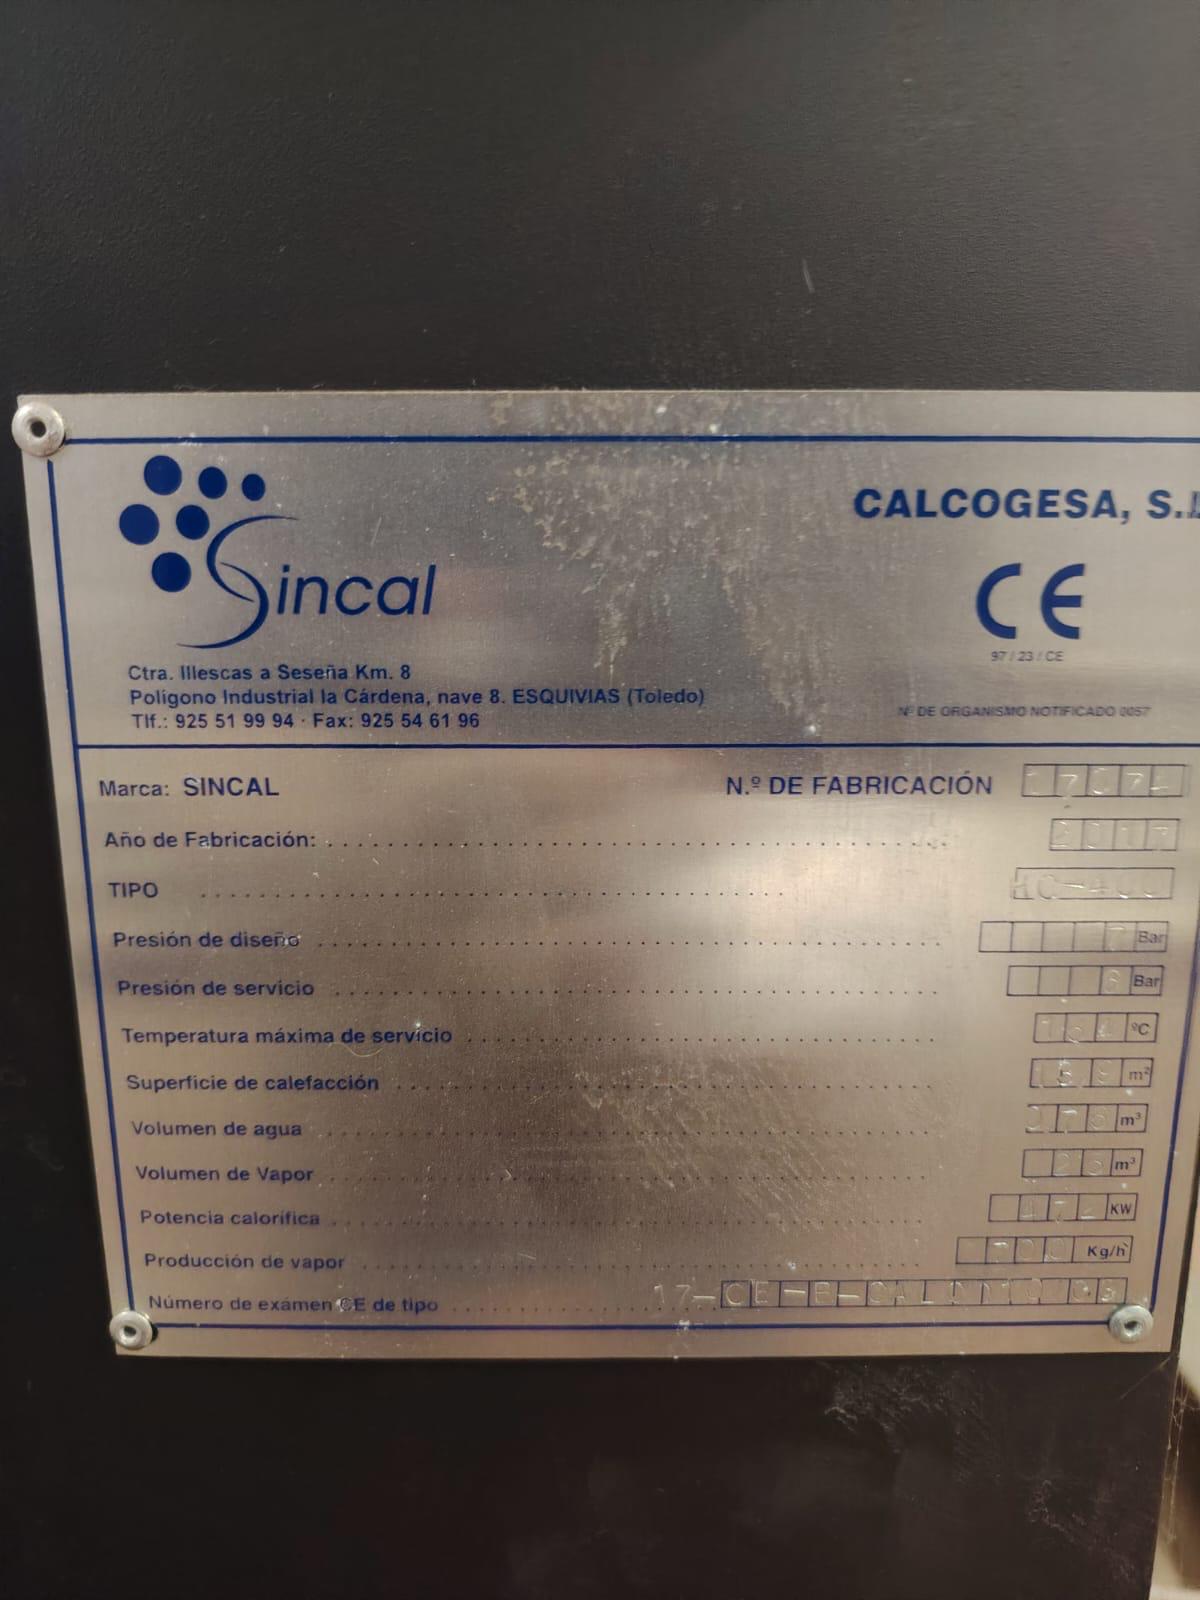 Sincal
CALCOGESA, S.L
CE
97 / 23 / CE
Ctra. Illescas a Seseña Km. 8
Polígono Industrial la Cárdena, nave 8. ESQUIVIAS (Toledo)
Tlf.: 925 51 99 94 · Fax: 925 54 61 96
Nº DE ORGANISMO NOTIFICADO 0057
Marca: SINCAL N.º DE FABRICACIÓN
Año de Fabricación: 2017
TIPO
Presión de diseño 7 Bar
Presión de servicio 6 Bar
Temperatura máxima de servicio ºC
Superficie de calefacción m²
Volumen de agua m³
Volumen de Vapor m³
Potencia calorífica KW
Producción de vapor Kg/h
Número de exámen CE de tipo